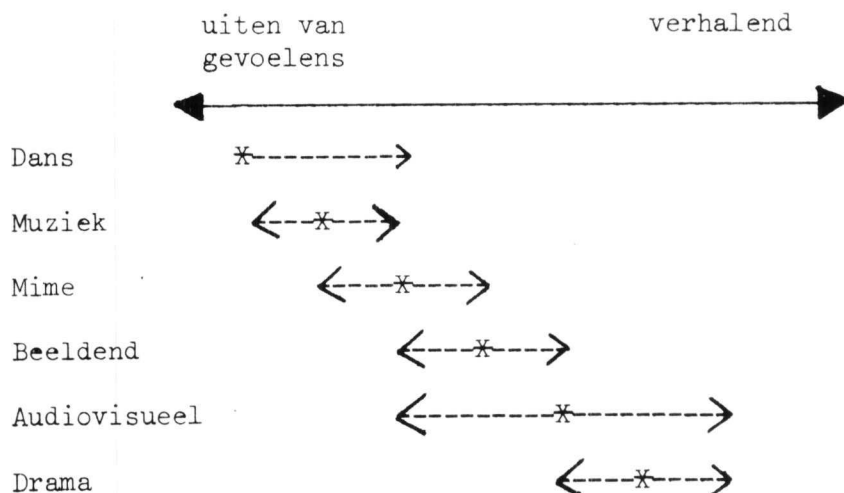 uiten van verhalend
gevoelens
Dans
Muziek
Mime
Beeldend
Audiovisueel
Drama